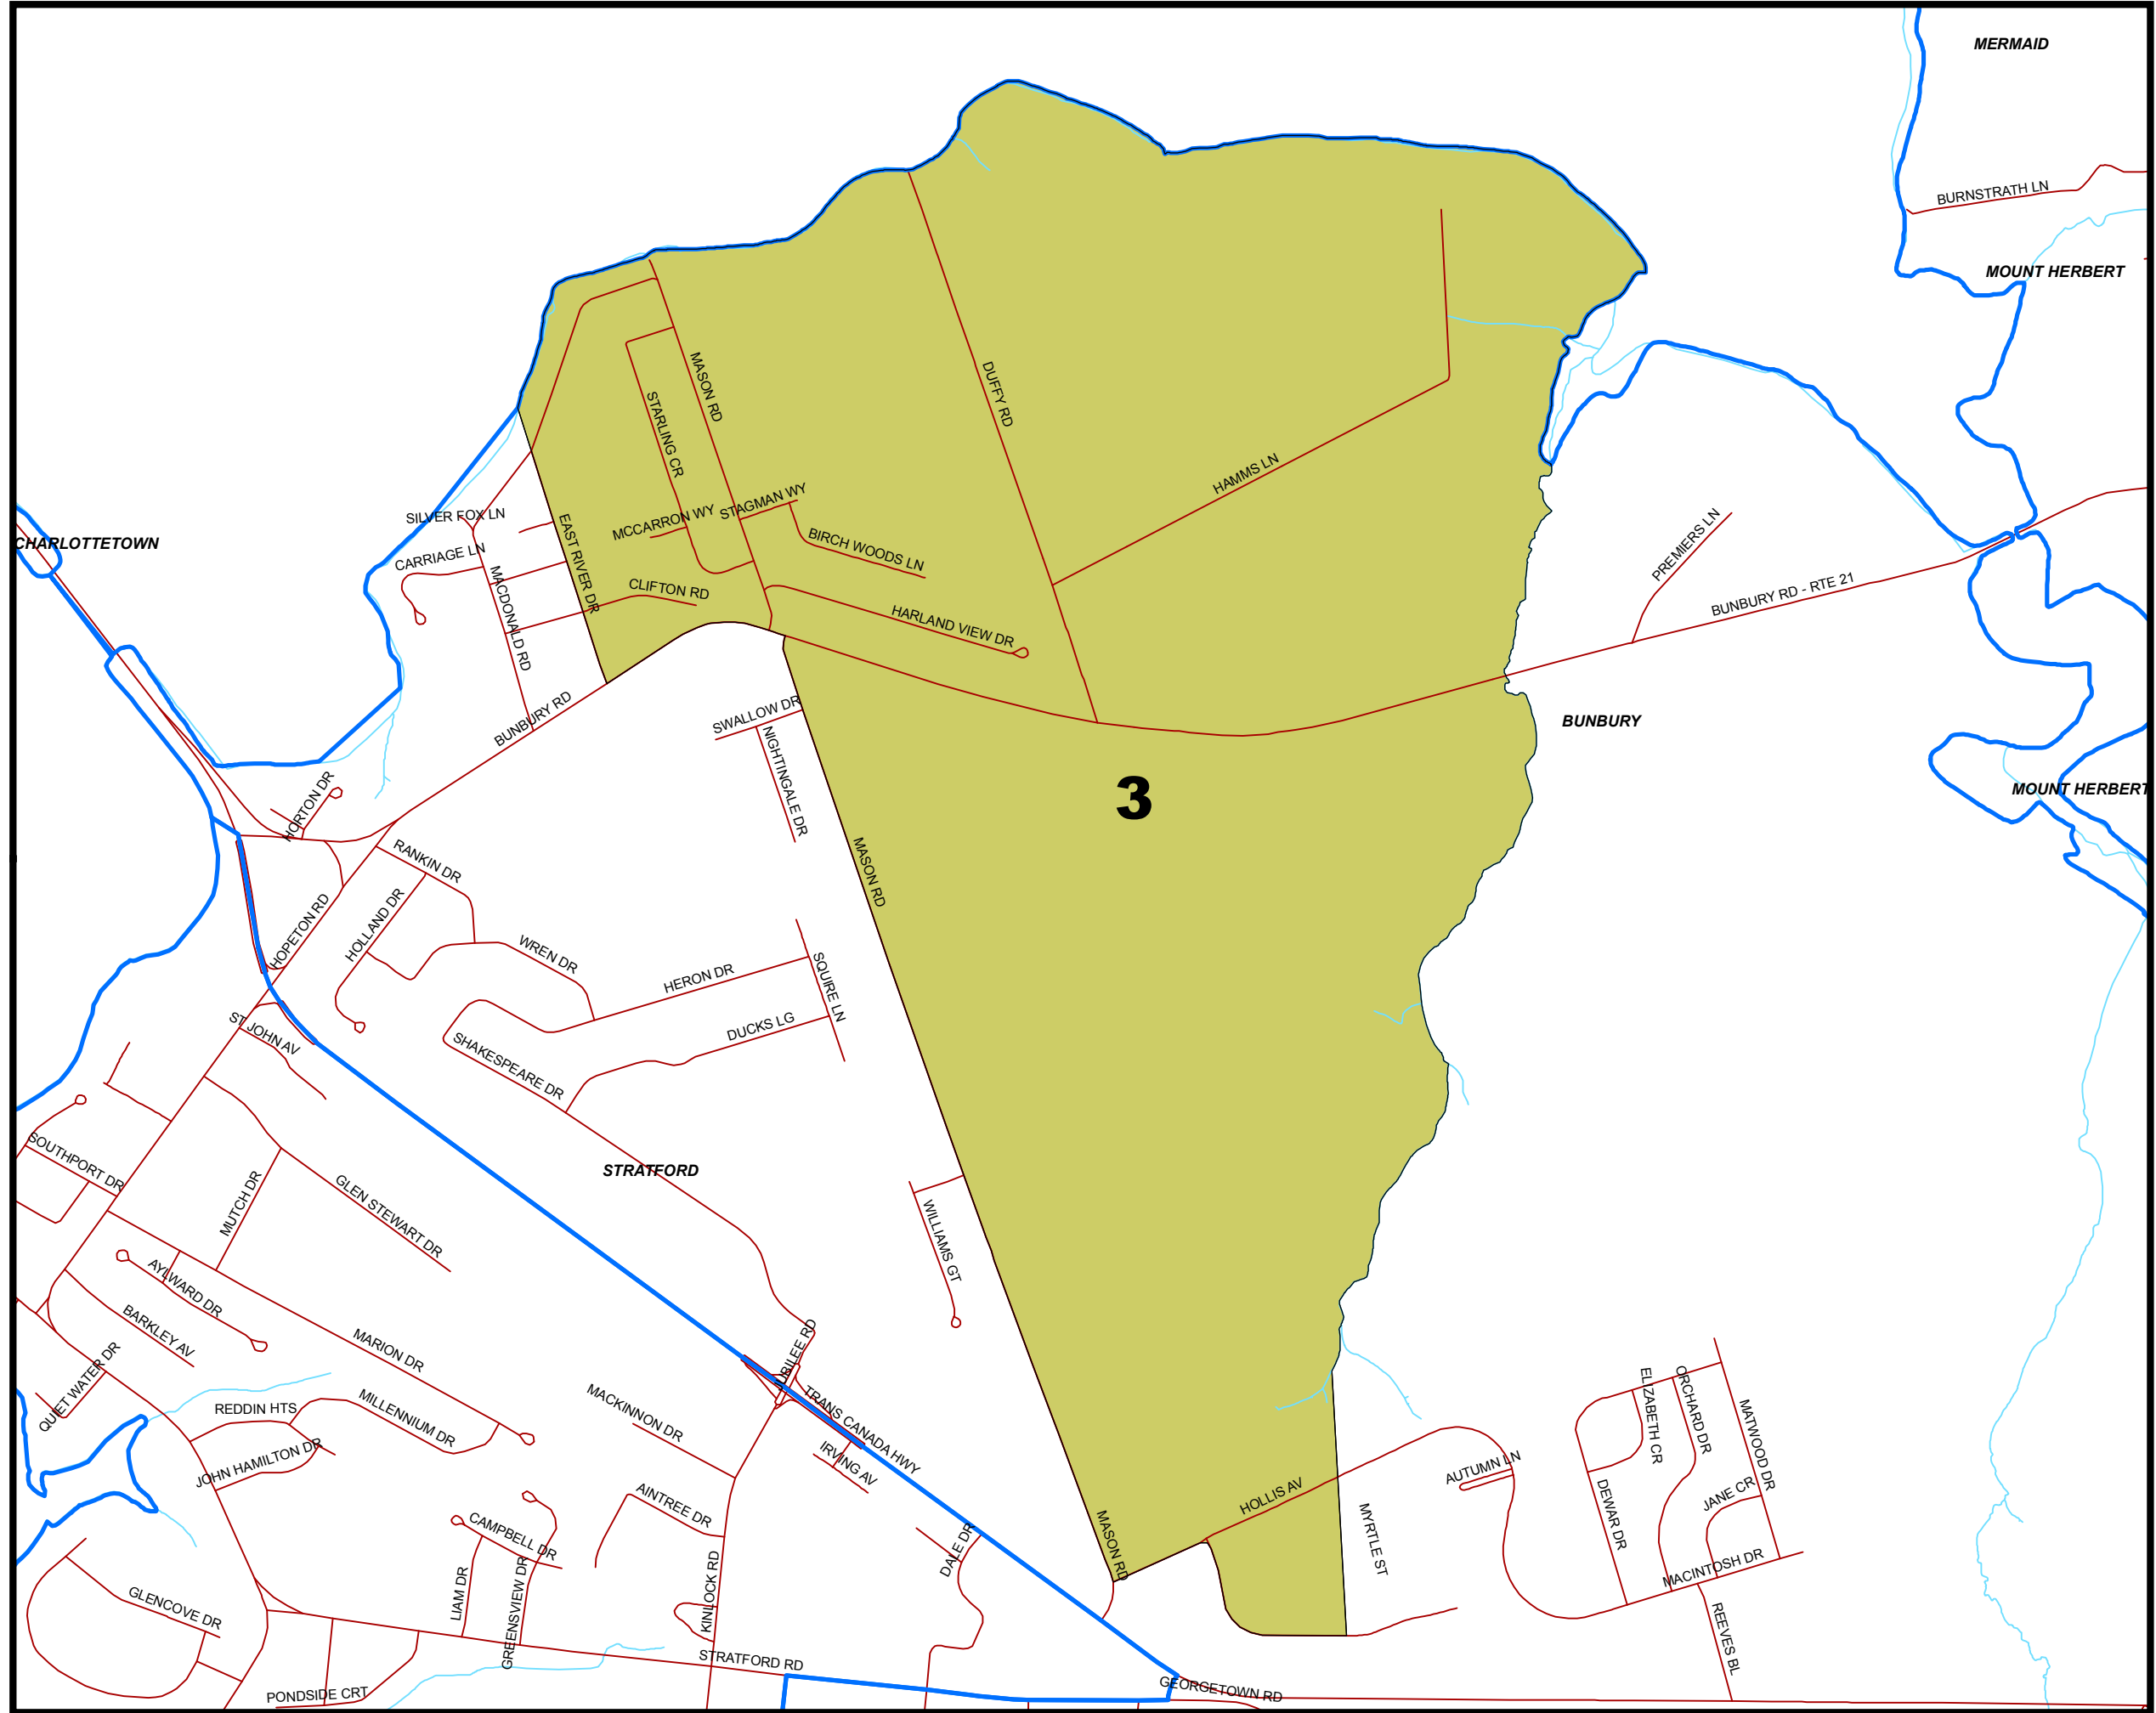 MERMAID
BURNSTRATH LN
MOUNT HERBERT
MASON RD
DUFFY RD
STARLING CR
HAMMS LN
SILVER FOX LN
MCCARRON WY
STAGMAN WY
CHARLOTTETOWN
CARRIAGE LN
EAST RIVER DR
BIRCH WOODS LN
PREMIERS LN
MACDONALD RD
CLIFTON RD
HARLAND VIEW DR
BUNBURY RD - RTE 21
BUNBURY RD
SWALLOW DR
NIGHTINGALE DR
BUNBURY
3
MOUNT HERBERT
HORTON DR
RANKIN DR
MASON RD
HOLLAND DR
HOPETON RD
WREN DR
HERON DR
SQUIRE LN
DUCKS LG
ST JOHN AV
SHAKESPEARE DR
SOUTHPORT DR
STRATFORD
MUTCH DR
GLEN STEWART DR
WILLIAMS GT
AYLWARD DR
BARKLEY AV
MARION DR
JUBILEE RD
QUIET WATER DR
REDDIN HTS
MILLENNIUM DR
MACKINNON DR
TRANS CANADA HWY
ELIZABETH CR
ORCHARD DR
MATWOOD DR
JOHN HAMILTON DR
IRVING AV
AUTUMN LN
HOLLIS AV
JANE CR
DEWAR DR
AINTREE DR
CAMPBELL DR
DALE DR
MASON RD
MYRTLE ST
MACINTOSH DR
GLENCOVE DR
LIAM DR
GREENSVIEW DR
KINLOCK RD
REEVES BL
STRATFORD RD
PONDSIDE CRT
GEORGETOWN RD